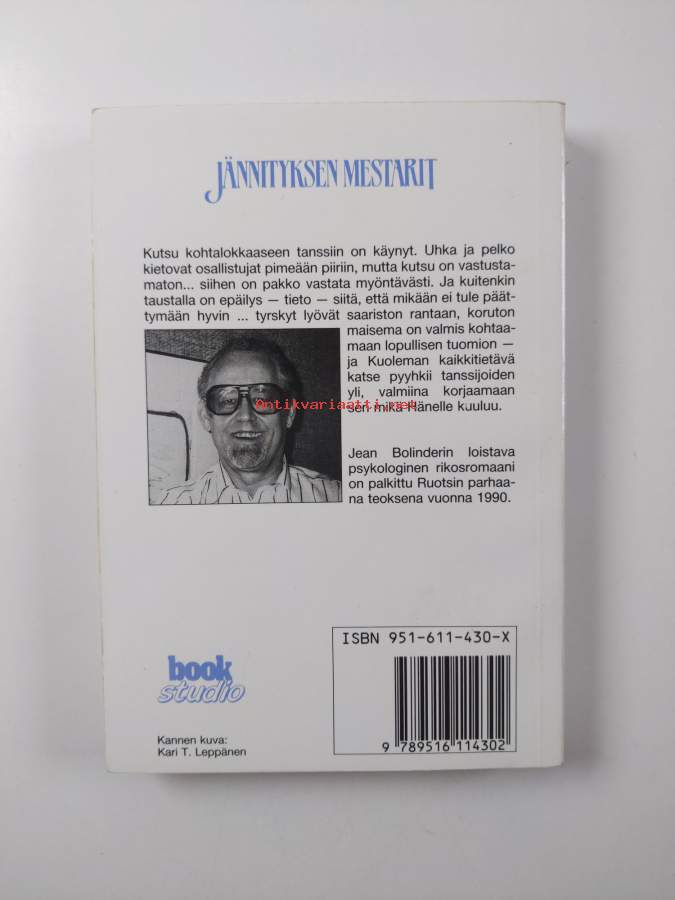 JÄNNITYKSEN MESTARIT
Kutsu kohtalokkaaseen tanssiin on käynyt. Uhka ja pelko
kietovat osallistujat pimeään piiriin, mutta kutsu on vastusta-
maton... siihen on pakko vastata myöntävästi. Ja kuitenkin
taustalla on epäilys — tieto — siitä, että mikään ei tule päät-
tymään hyvin ... tyrskyt lyövät saariston rantaan, koruton
maisema on valmis kohtaa-
maan lopullisen tuomion —
ja Kuoleman kaikkitietävä
katse pyyhkii tanssijoiden
yli, valmiina korjaamaan
sen mikä Hänelle kuuluu.
Antikvariaatti.net
Jean Bolinderin loistava
psykologinen rikosromaani
on palkittu Ruotsin parhaa-
na teoksena vuonna 1990.
ISBN 951-611-430-X
book
studio
Kannen kuva:
Kari T. Leppänen
9 789516 114302